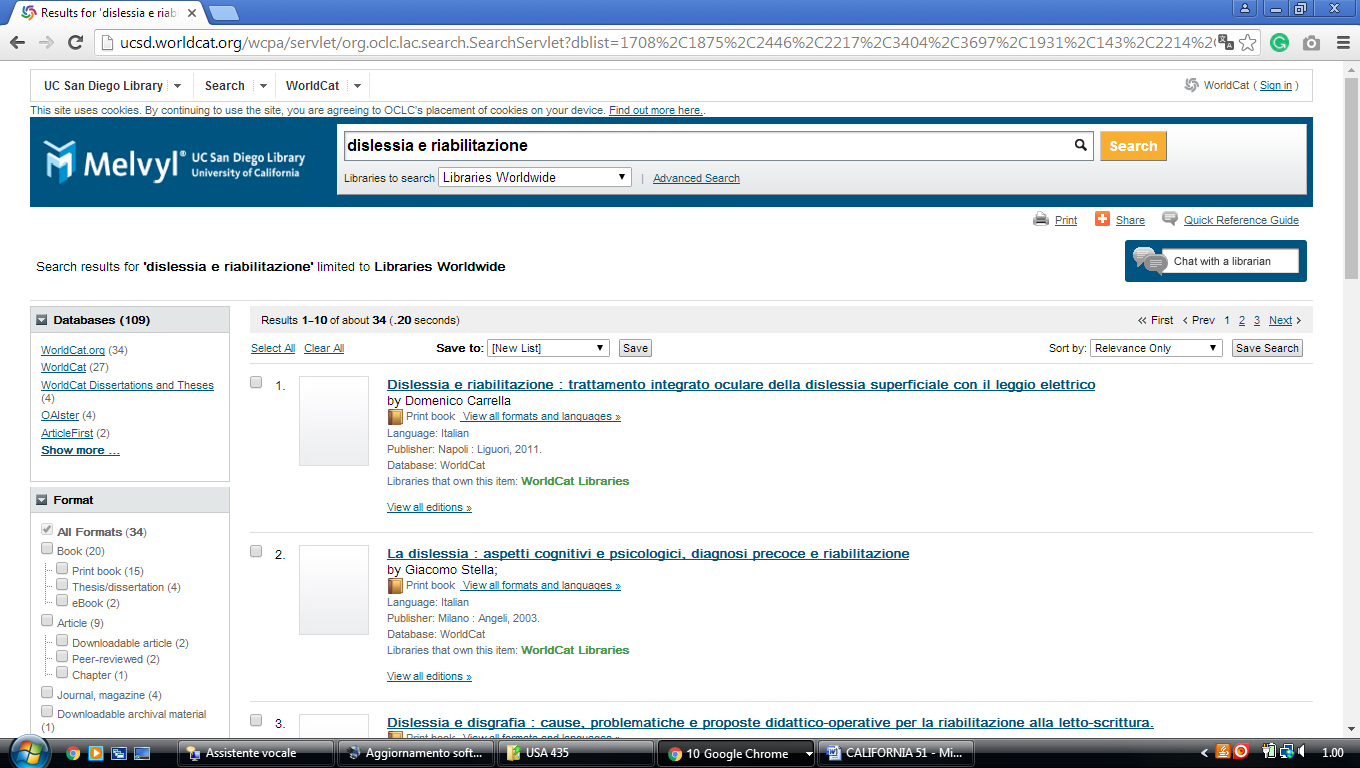 Results for 'dislessia e riab
ucsd.worldcat.org/wcpa/servlet/org.oclc.lac.search.SearchServlet?dblist=1708%2C1875%2C2446%2C2217%2C3404%2C3697%2C1931%2C143%2C2214%2
UC San Diego Library Search WorldCat WorldCat ( Sign in )
This site uses cookies. By continuing to use the site, you are agreeing to OCLC's placement of cookies on your device. Find out more here..
Melvyl® UC San Diego Library
University of California
dislessia e riabilitazione Search
Libraries to search Libraries Worldwide | Advanced Search
Print Share Quick Reference Guide
Search results for 'dislessia e riabilitazione' limited to Libraries Worldwide
Chat with a librarian
Databases (109)
WorldCat.org (34)
WorldCat (27)
WorldCat Dissertations and Theses
(4)
OAIster (4)
ArticleFirst (2)
Show more ...
Format
All Formats (34)
Book (20)
Print book (15)
Thesis/dissertation (4)
eBook (2)
Article (9)
Downloadable article (2)
Peer-reviewed (2)
Chapter (1)
Journal, magazine (4)
Downloadable archival material
(1)
Results 1-10 of about 34 (.20 seconds) « First ‹ Prev 1 2 3 Next ›
Select All Clear All Save to: [New List] Save Sort by: Relevance Only Save Search
1. Dislessia e riabilitazione : trattamento integrato oculare della dislessia superficiale con il leggio elettrico
by Domenico Carrella
Print book View all formats and languages »
Language: Italian
Publisher: Napoli : Liguori, 2011.
Database: WorldCat
Libraries that own this item: WorldCat Libraries
View all editions »
2. La dislessia : aspetti cognitivi e psicologici, diagnosi precoce e riabilitazione
by Giacomo Stella;
Print book View all formats and languages »
Language: Italian
Publisher: Milano : Angeli, 2003.
Database: WorldCat
Libraries that own this item: WorldCat Libraries
View all editions »
3. Dislessia e disgrafia : cause, problematiche e proposte didattico-operative per la riabilitazione alla letto-scrittura.
Print book View all formats and languages »
Assistente vocale Aggiornamento soft... USA 435 10 Google Chrome CALIFORNIA 51 - Mi... 1.00